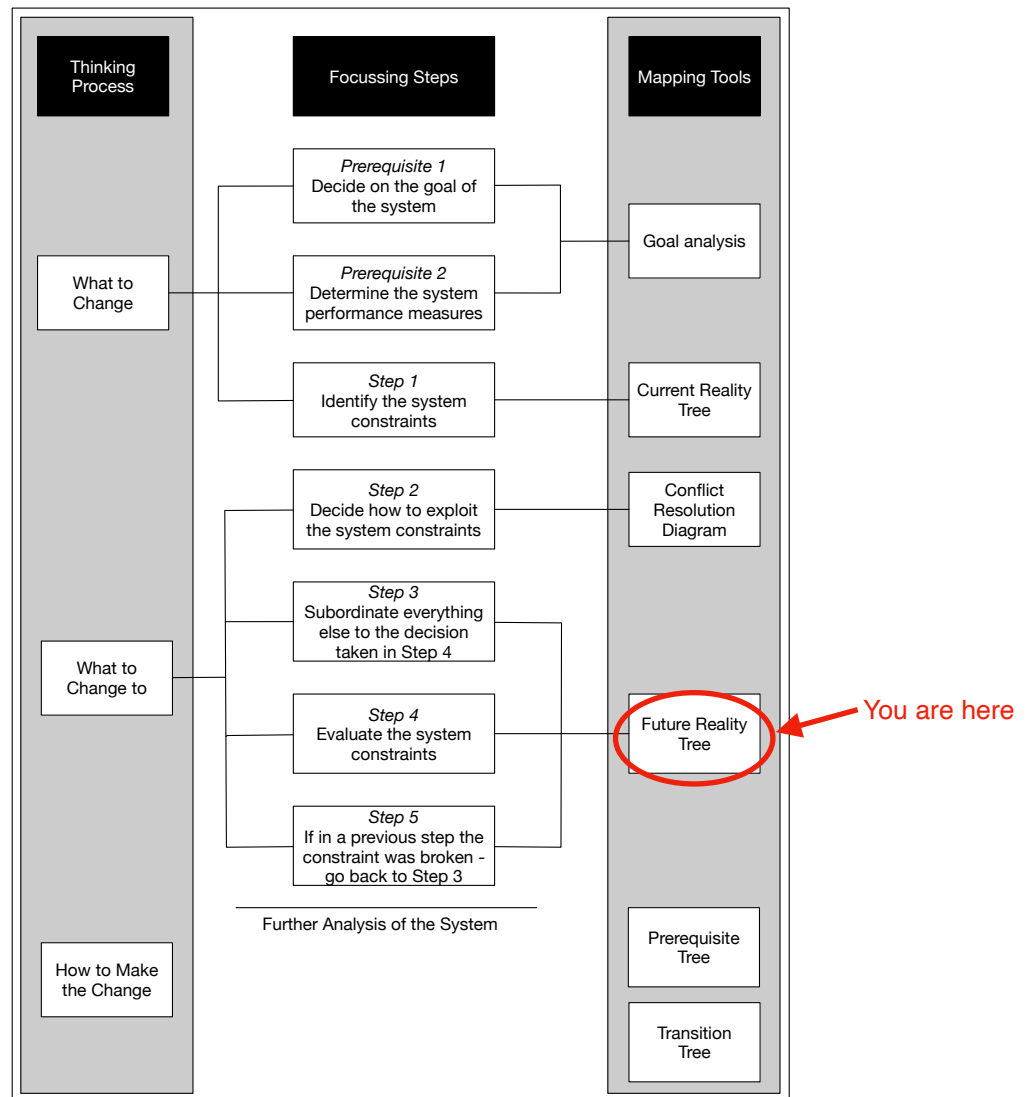 Thinking
Process
Focussing Steps
Mapping Tools
Prerequisite 1
Decide on the goal of
the system
Goal analysis
What to
Change
Prerequisite 2
Determine the system
performance measures
Step 1
Identify the system
constraints
Current Reality
Tree
Step 2
Decide how to exploit
the system constraints
Conflict
Resolution
Diagram
Step 3
Subordinate everything
else to the decision
taken in Step 4
What to
Change to
Step 4
Evaluate the system
constraints
Future Reality
Tree
You are here
Step 5
If in a previous step the
constraint was broken -
go back to Step 3
Further Analysis of the System
Prerequisite
Tree
How to Make
the Change
Transition
Tree